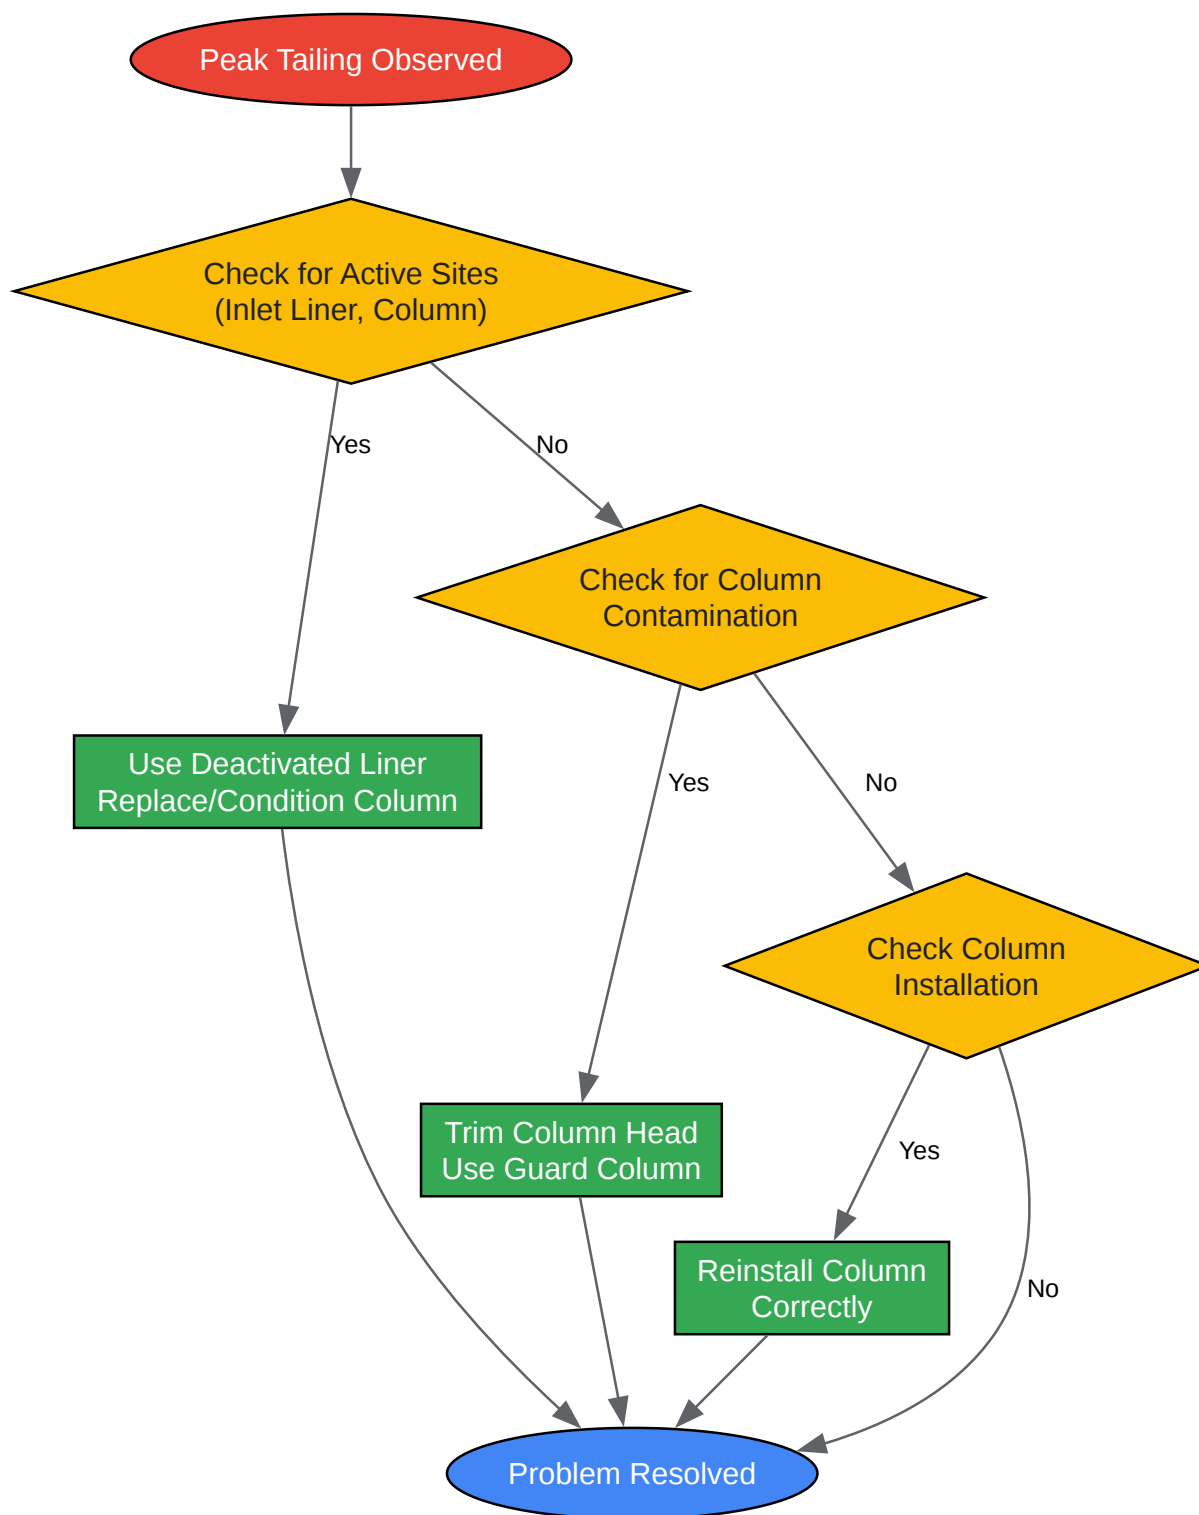 Peak Tailing Observed
Check for Active Sites
(Inlet Liner, Column)
Yes
No
Check for Column
Contamination
Use Deactivated Liner
Replace/Condition Column
Yes
No
Check Column
Installation
Trim Column Head
Use Guard Column
Yes
Reinstall Column
Correctly
No
Problem Resolved